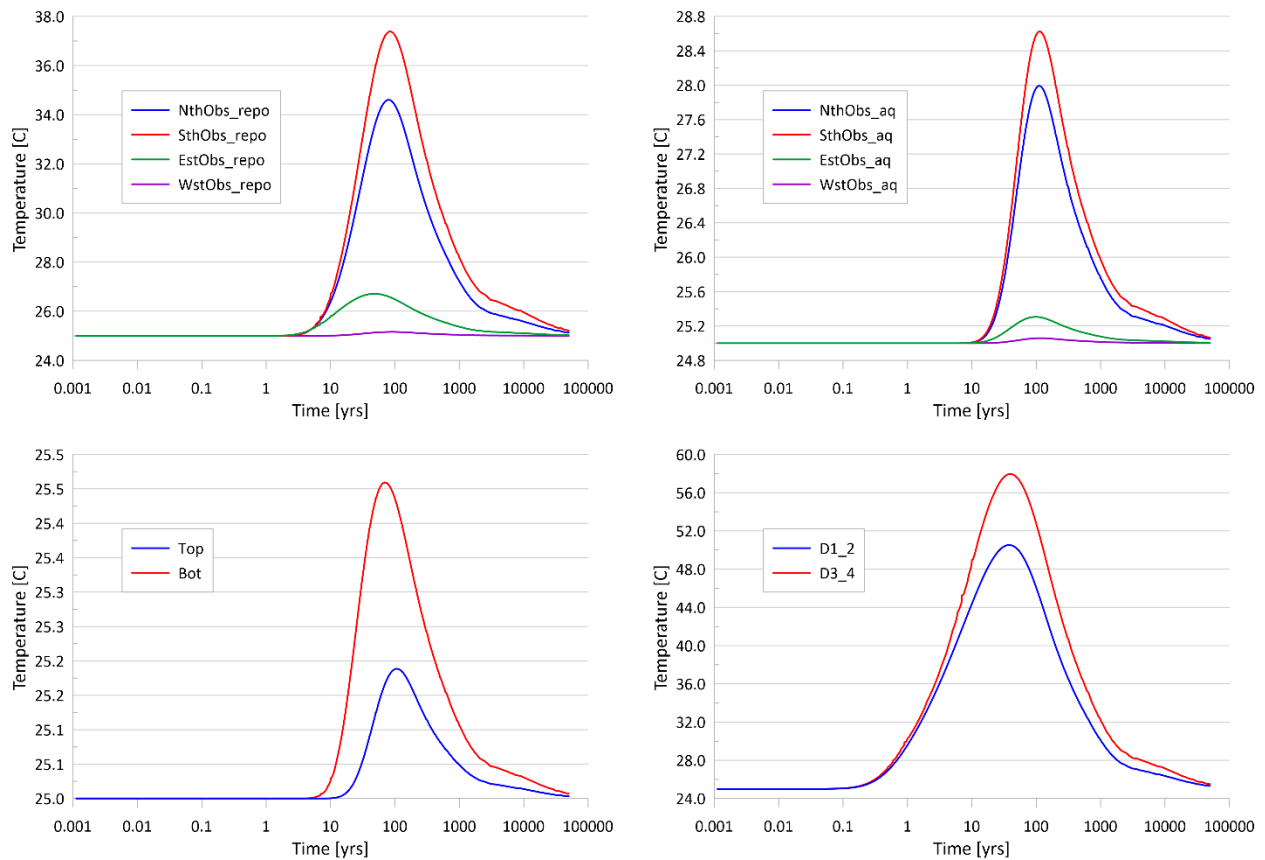 38.0
36.0
34.0
32.0
30.0
28.0
26.0
24.0
Temperature [C]
NthObs_repo
SthObs_repo
EstObs_repo
WstObs_repo
0.001 0.01 0.1 1 10 100 1000 10000 100000
Time [yrs]
28.8
28.4
28.0
27.6
27.2
26.8
26.4
26.0
25.6
25.2
24.8
Temperature [C]
NthObs_aq
SthObs_aq
EstObs_aq
WstObs_aq
0.001 0.01 0.1 1 10 100 1000 10000 100000
Time [yrs]
25.5
25.5
25.4
25.4
25.3
25.3
25.2
25.2
25.1
25.1
25.0
Temperature [C]
Top
Bot
0.001 0.01 0.1 1 10 100 1000 10000 100000
Time [yrs]
60.0
56.0
52.0
48.0
44.0
40.0
36.0
32.0
28.0
24.0
Temperature [C]
D1_2
D3_4
0.001 0.01 0.1 1 10 100 1000 10000 100000
Time [yrs]